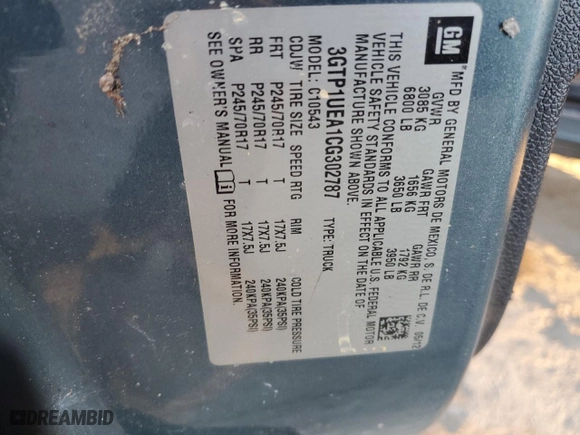 GM
MFD BY GENERAL MOTORS DE MEXICO, S. DE R.L. DE C.V. 05/12
GVWR GAWR FRT GAWR RR
3085 KG 1656 KG 1792 KG
6800 LB 3650 LB 3950 LB
THIS VEHICLE CONFORMS TO ALL APPLICABLE U.S. FEDERAL MOTOR
VEHICLE SAFETY STANDARDS IN EFFECT ON THE DATE OF
MANUFACTURE SHOWN ABOVE.
3GTP1UEA1CG302787 TYPE: TRUCK
MODEL: C10543
CDJW TIRE SIZE SPEED RTG RIM COLD TIRE PRESSURE
FRT P245/70R17 T 17X7.5J 240KPA(35PSI)
RR P245/70R17 T 17X7.5J 240KPA(35PSI)
SPA P245/70R17 T 17X7.5J 240KPA(35PSI)
SEE OWNER'S MANUAL i FOR MORE INFORMATION.
DREAMBID